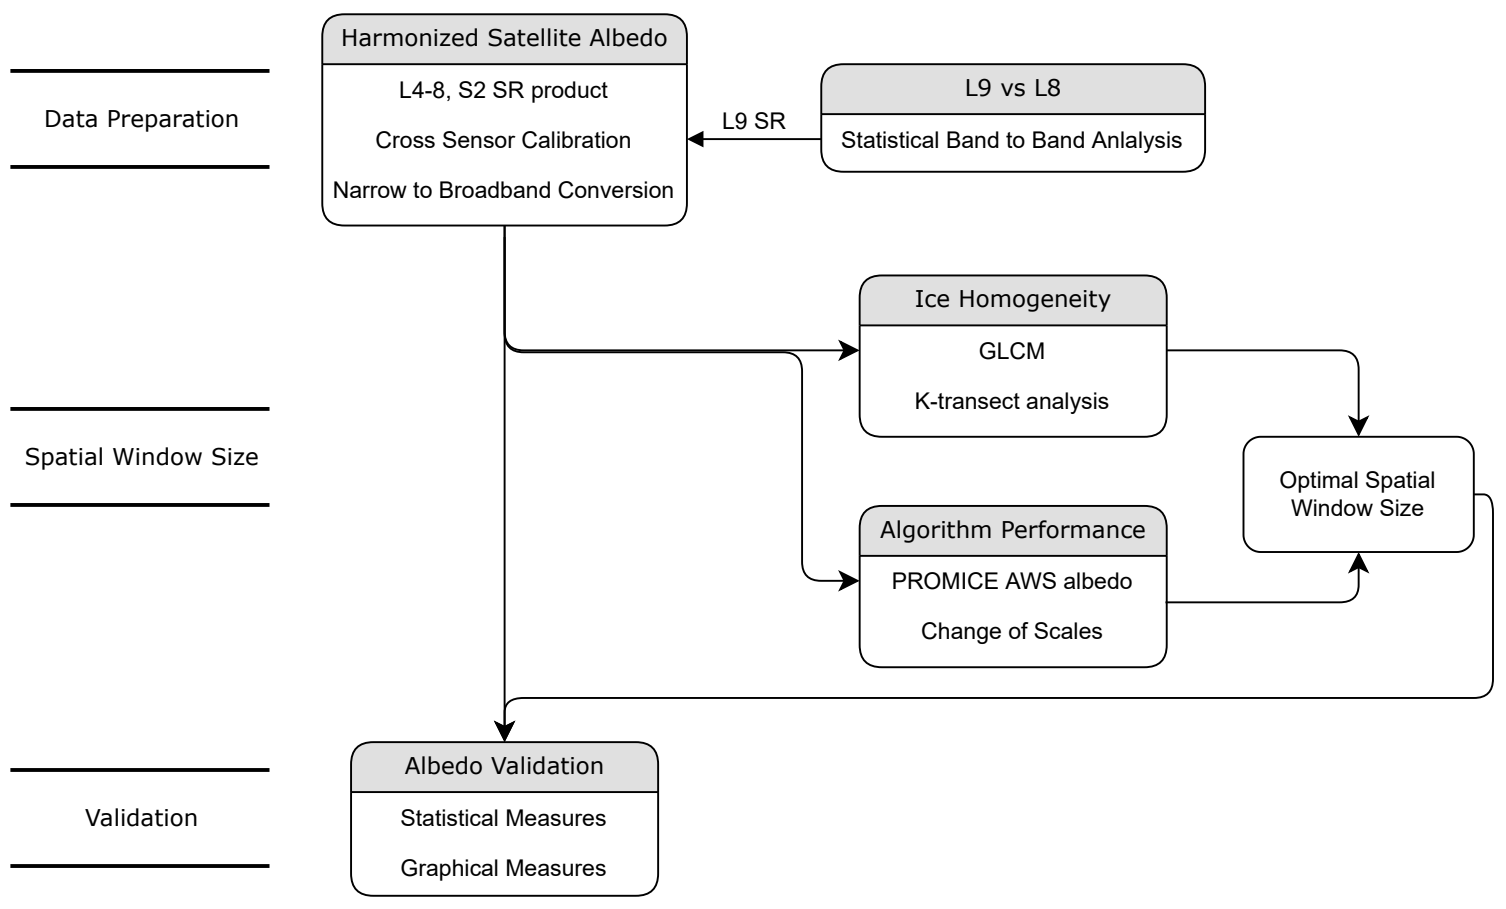 Harmonized Satellite Albedo
L4-8, S2 SR product
Cross Sensor Calibration
Narrow to Broadband Conversion
Data Preparation
L9 SR
L9 vs L8
Statistical Band to Band Anlalysis
Ice Homogeneity
GLCM
K-transect analysis
Spatial Window Size
Optimal Spatial
Window Size
Algorithm Performance
PROMICE AWS albedo
Change of Scales
Albedo Validation
Statistical Measures
Graphical Measures
Validation